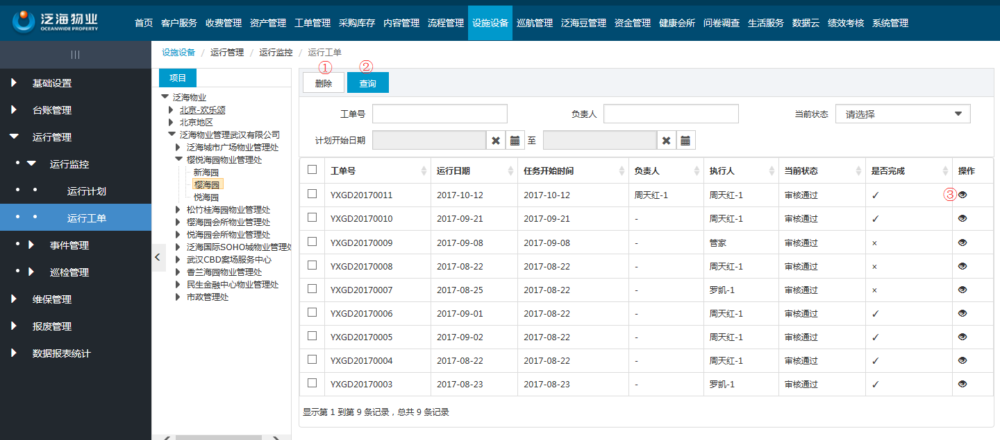 泛海物业
OCEANWIDE PROPERTY
首页 客户服务 收费管理 资产管理 工单管理 采购库存 内容管理 流程管理 设施设备 巡航管理 泛海豆管理 资金管理 健康会所 问卷调查 生活服务 数据云 绩效考核 系统管理
基础设置
台账管理
运行管理
运行监控
运行计划
运行工单
事件管理
巡检管理
维保管理
报废管理
数据报表统计
设施设备 / 运行管理 / 运行监控 / 运行工单
项目
泛海物业
北京-欢乐颂
北京地区
泛海物业管理武汉有限公司
泛海城市广场物业管理处
樱悦海园物业管理处
新海园
樱海园
悦海园
松竹桂海园物业管理处
樱海园会所物业管理处
悦海园会所物业管理处
泛海国际SOHO城物业管理处
武汉CBD案场服务中心
香兰海园物业管理处
民生金融中心物业管理处
市政管理处
① ②
删除 查询
工单号 负责人 当前状态 请选择
计划开始日期 至
工单号 运行日期 任务开始时间 负责人 执行人 当前状态 是否完成 操作
YXGD20170011 2017-10-12 2017-10-12 周天红-1 周天红-1 审核通过 ✓ ③
YXGD20170010 2017-09-21 2017-09-21 - 周天红-1 审核通过 ✓
YXGD20170009 2017-09-08 2017-09-08 - 管家 审核通过 ×
YXGD20170008 2017-08-22 2017-08-22 - 周天红-1 审核通过 ×
YXGD20170007 2017-08-25 2017-08-22 - 罗凯-1 审核通过 ×
YXGD20170006 2017-09-01 2017-08-22 - 周天红-1 审核通过 ✓
YXGD20170005 2017-09-02 2017-08-22 - 周天红-1 审核通过 ✓
YXGD20170004 2017-08-22 2017-08-22 - 周天红-1 审核通过 ✓
YXGD20170003 2017-08-23 2017-08-23 - 罗凯-1 审核通过 ✓
显示第 1 到第 9 条记录，总共 9 条记录